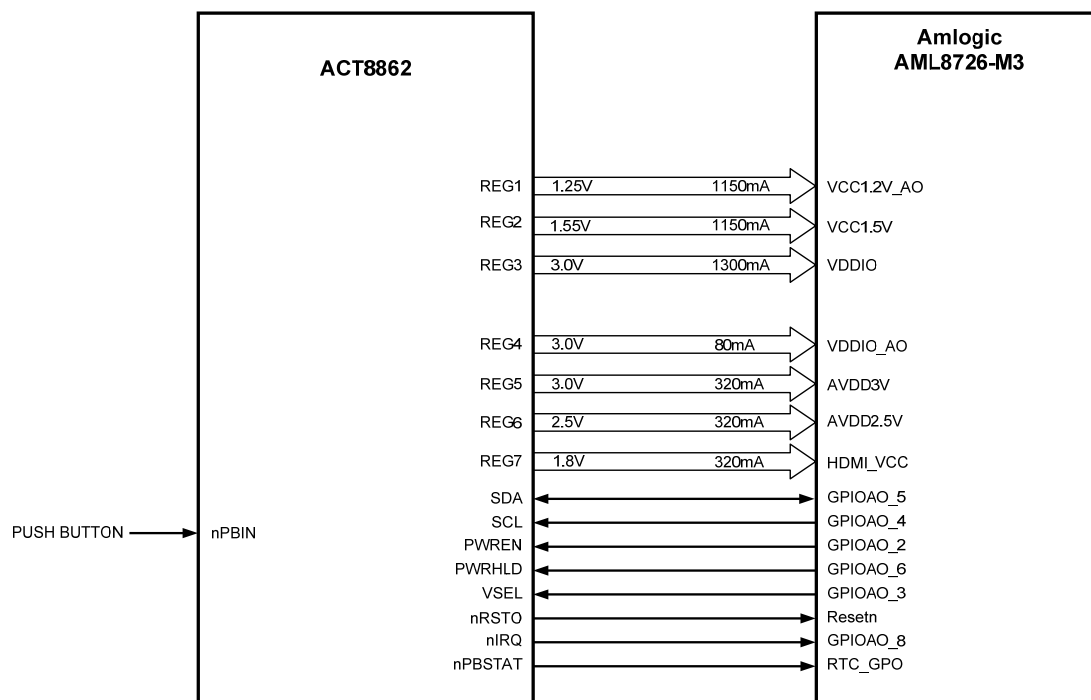 ACT8862
Amlogic
AML8726-M3
REG1 1.25V 1150mA VCC1.2V_AO
REG2 1.55V 1150mA VCC1.5V
REG3 3.0V 1300mA VDDIO
REG4 3.0V 80mA VDDIO_AO
REG5 3.0V 320mA AVDD3V
REG6 2.5V 320mA AVDD2.5V
REG7 1.8V 320mA HDMI_VCC
SDA GPIOAO_5
SCL GPIOAO_4
PUSH BUTTON nPBIN
PWREN GPIOAO_2
PWRHLD GPIOAO_6
VSEL GPIOAO_3
nRSTO Resetn
nIRQ GPIOAO_8
nPBSTAT RTC_GPO